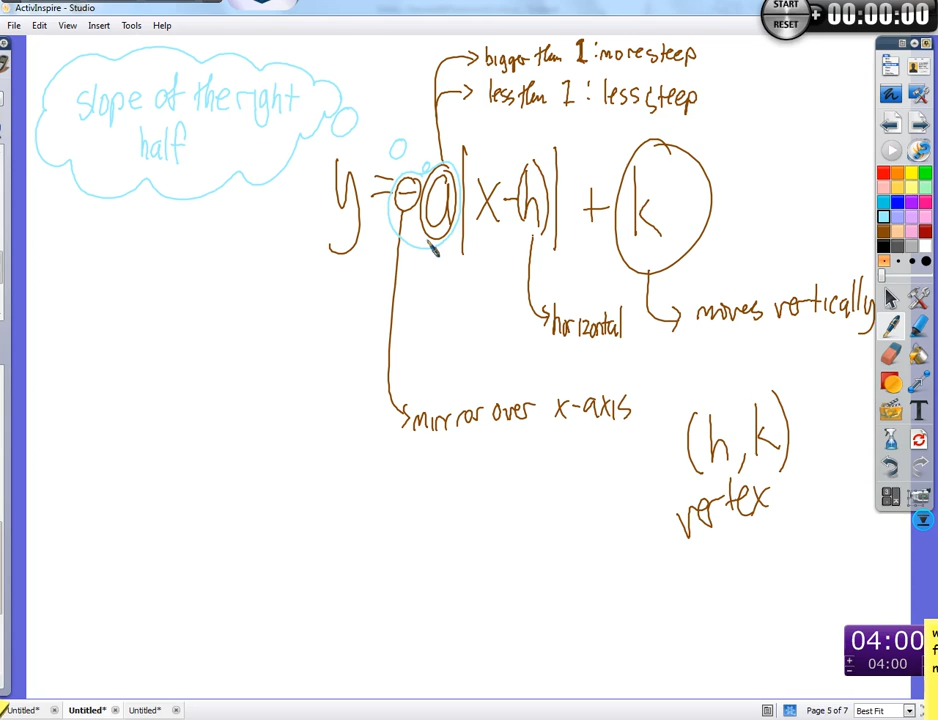 ActivInspire - Studio
File Edit View Insert Tools Help
START
RESET
00:00:00
bigger than 1 : more steep
less then 1 : less steep
slope of the right
half
y = -a|x-h| + k
horizontal
moves vertically
mirror over x-axis
(h, k)
vertex
T
04:00
04:00
Untitled* Untitled* Untitled*
Page 5 of 7 Best Fit